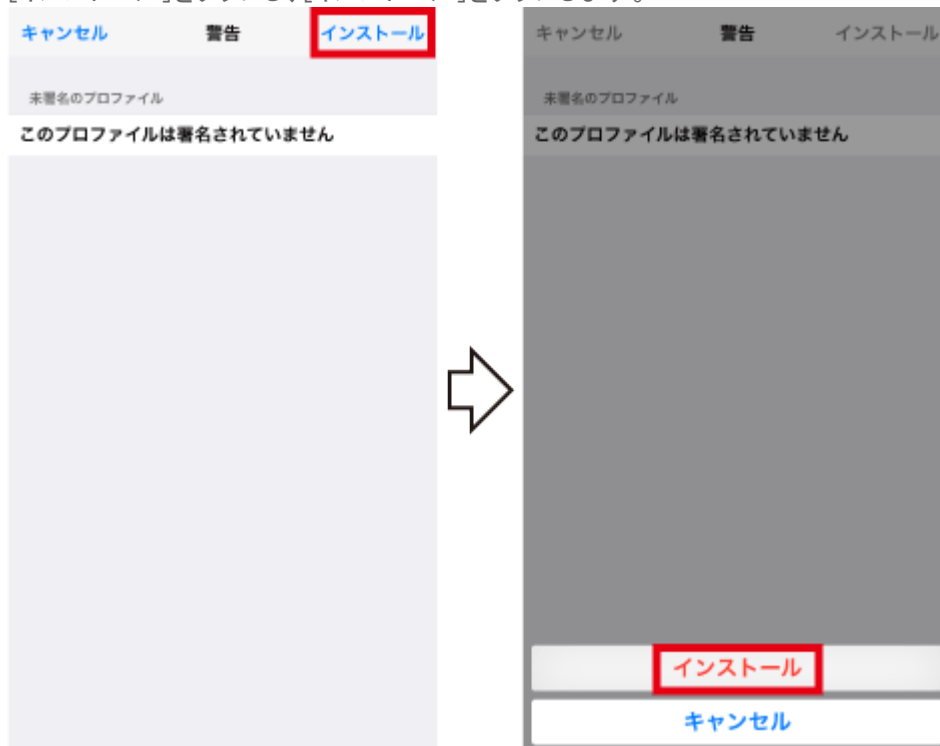 キャンセル 警告 インストール
未署名のプロファイル
このプロファイルは署名されていません
キャンセル 警告 インストール
未署名のプロファイル
このプロファイルは署名されていません
インストール
キャンセル